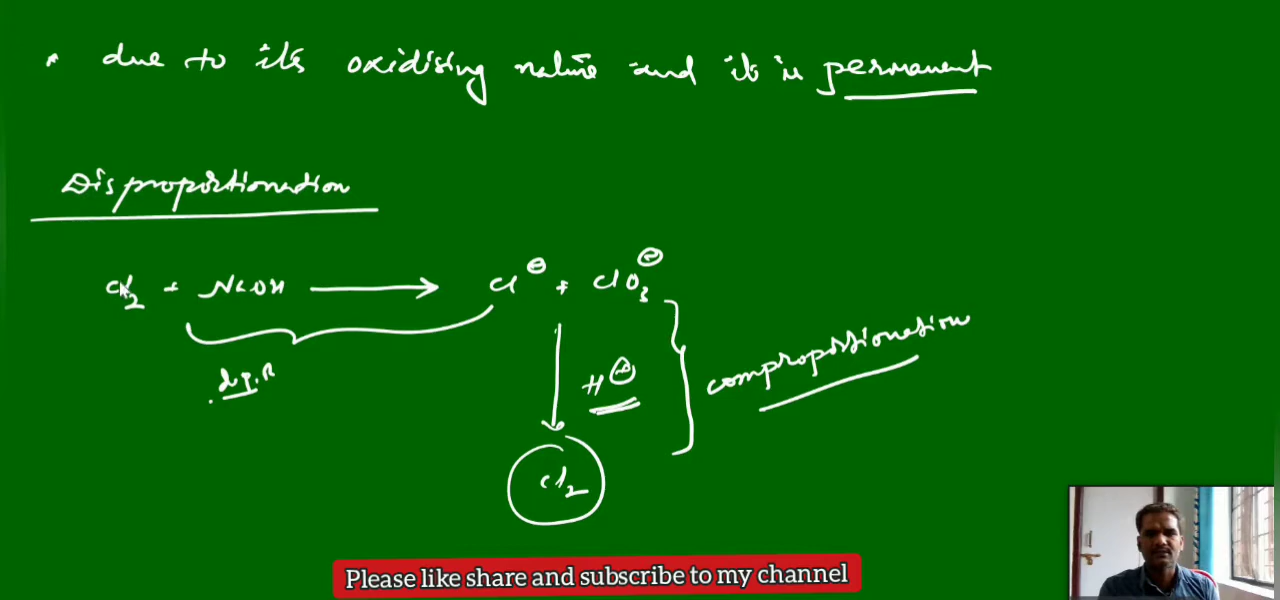 * due to its oxidising nature and it is permanent
Disproportionation
Cl2 + NaOH ⟶ Cl⊖ + ClO3⊖
H⊖
comproportionation
Cl2
Please like share and subscribe to my channel